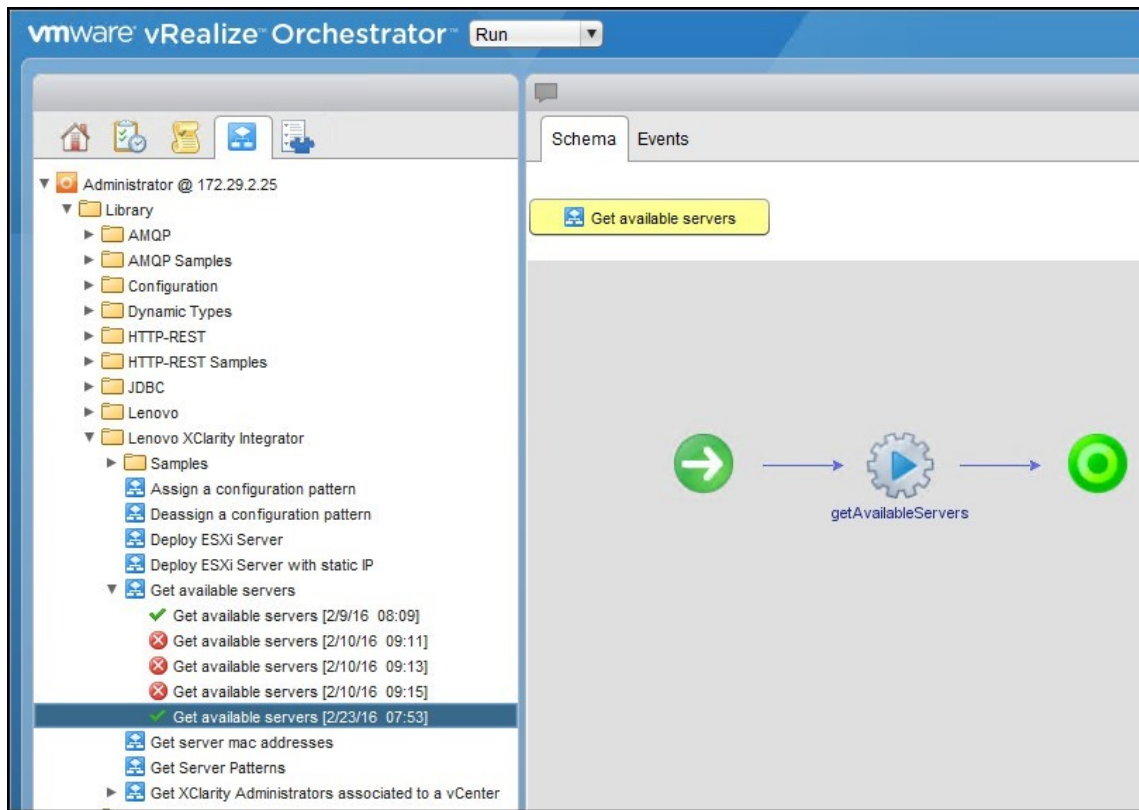 vmware vRealize™ Orchestrator™ Run
Schema Events
Administrator @ 172.29.2.25
Library
AMQP
AMQP Samples
Configuration
Dynamic Types
HTTP-REST
HTTP-REST Samples
JDBC
Lenovo
Lenovo XClarity Integrator
Samples
Assign a configuration pattern
Deassign a configuration pattern
Deploy ESXi Server
Deploy ESXi Server with static IP
Get available servers
Get available servers [2/9/16 08:09]
Get available servers [2/10/16 09:11]
Get available servers [2/10/16 09:13]
Get available servers [2/10/16 09:15]
Get available servers [2/23/16 07:53]
Get server mac addresses
Get Server Patterns
Get XClarity Administrators associated to a vCenter
Get available servers
getAvailableServers